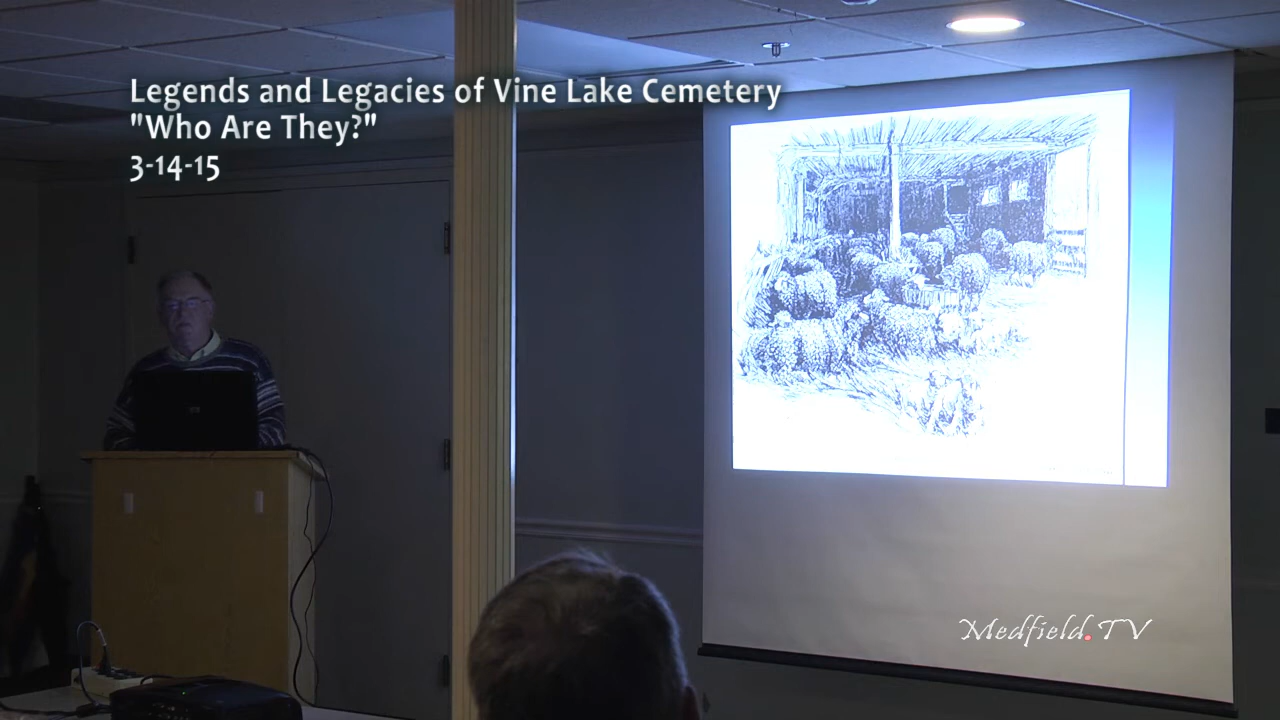 Legends and Legacies of Vine Lake Cemetery
"Who Are They?"
3-14-15
Medfield.TV